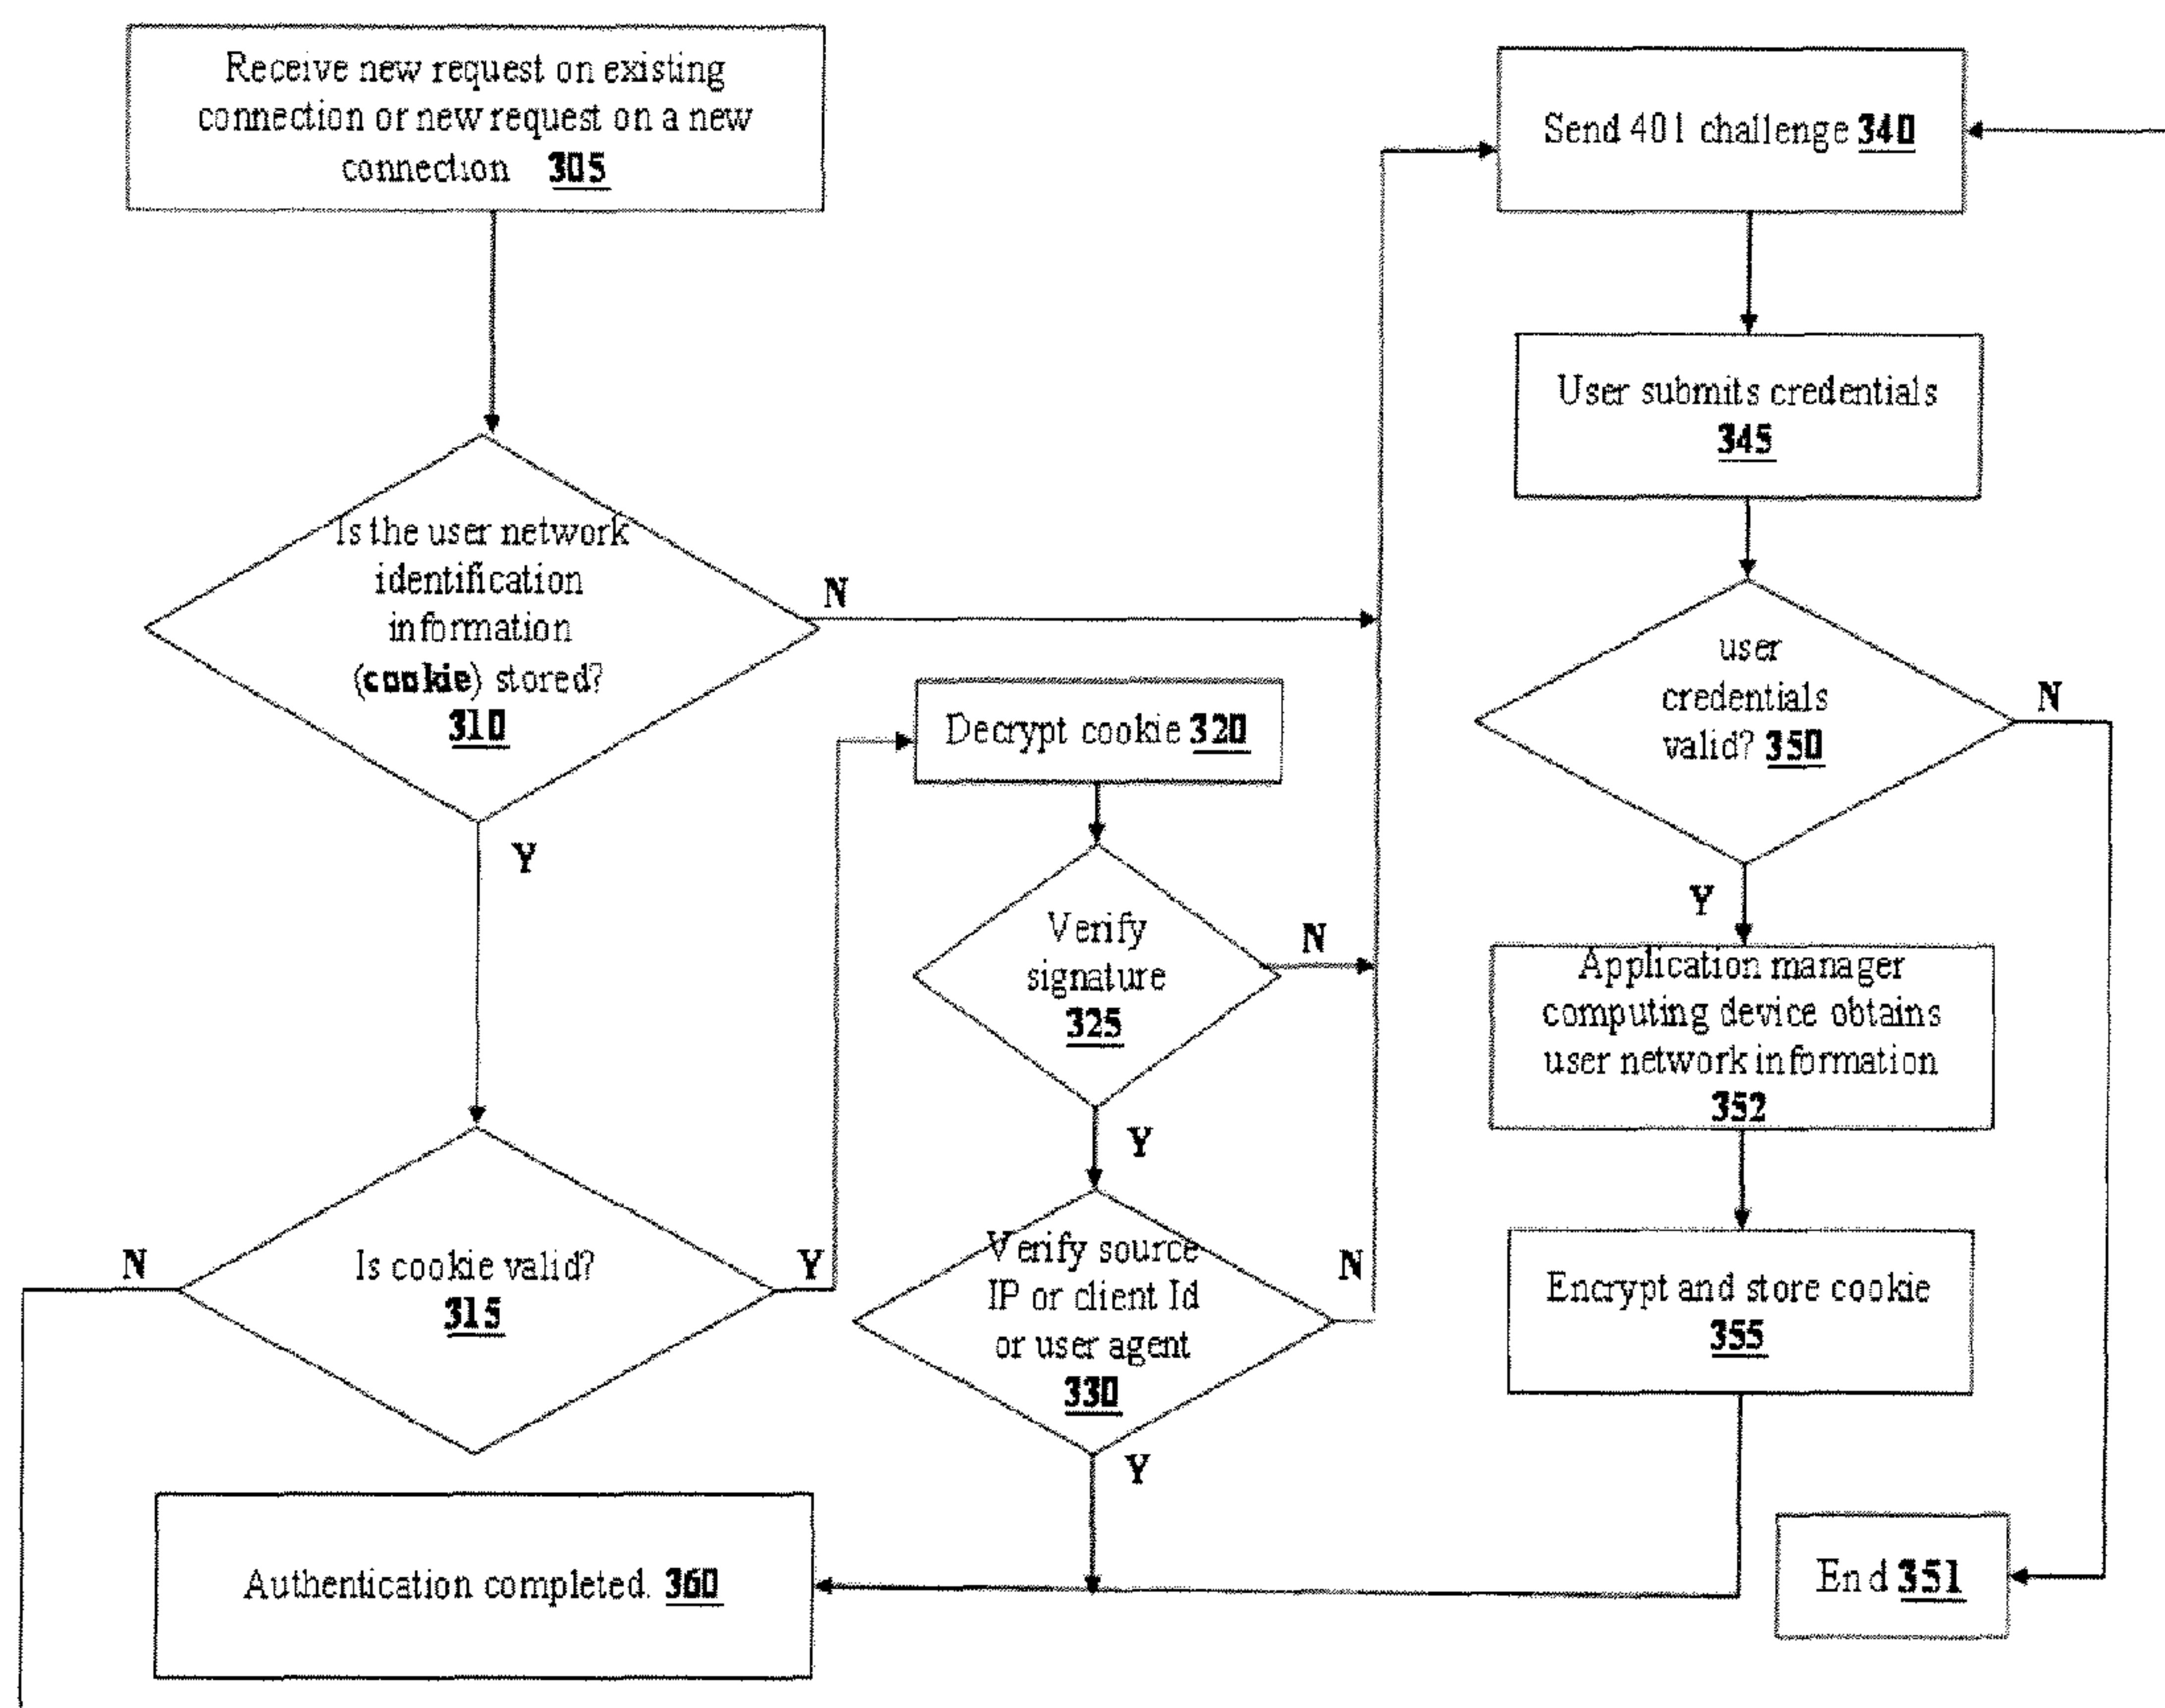 Receive new request on existing
connection or new request on a new
connection 305
Is the user network
identification
information
(cookie) stored?
310
N
Y
Is cookie valid?
315
N
Y
Decrypt cookie 320
Verify
signature
325
N
Y
Verify source
IP or client Id
or user agent
330
N
Y
Authentication completed. 360
Send 401 challenge 340
User submits credentials
345
user
credentials
valid? 350
N
Y
Application manager
computing device obtains
user network information
352
Encrypt and store cookie
355
End 351